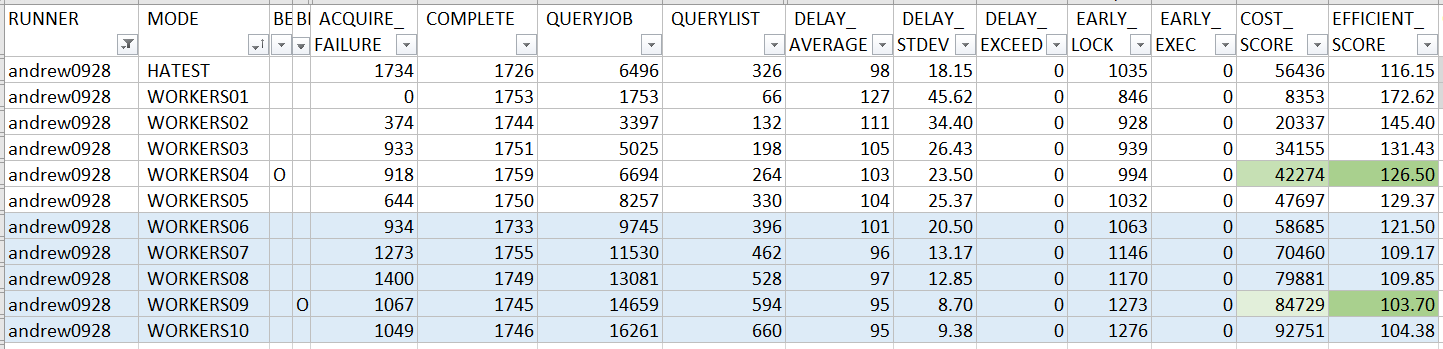 RUNNER MODE BE BI ACQUIRE_ COMPLETE QUERYJOB QUERYLIST DELAY_ DELAY_ DELAY_ EARLY_ EARLY_ COST_ EFFICIENT_
FAILURE AVERAGE STDEV EXCEED LOCK EXEC SCORE SCORE
andrew0928 HATEST 1734 1726 6496 326 98 18.15 0 1035 0 56436 116.15
andrew0928 WORKERS01 0 1753 1753 66 127 45.62 0 846 0 8353 172.62
andrew0928 WORKERS02 374 1744 3397 132 111 34.40 0 928 0 20337 145.40
andrew0928 WORKERS03 933 1751 5025 198 105 26.43 0 939 0 34155 131.43
andrew0928 WORKERS04 O 918 1759 6694 264 103 23.50 0 994 0 42274 126.50
andrew0928 WORKERS05 644 1750 8257 330 104 25.37 0 1032 0 47697 129.37
andrew0928 WORKERS06 934 1733 9745 396 101 20.50 0 1063 0 58685 121.50
andrew0928 WORKERS07 1273 1755 11530 462 96 13.17 0 1146 0 70460 109.17
andrew0928 WORKERS08 1400 1749 13081 528 97 12.85 0 1170 0 79881 109.85
andrew0928 WORKERS09 O 1067 1745 14659 594 95 8.70 0 1273 0 84729 103.70
andrew0928 WORKERS10 1049 1746 16261 660 95 9.38 0 1276 0 92751 104.38